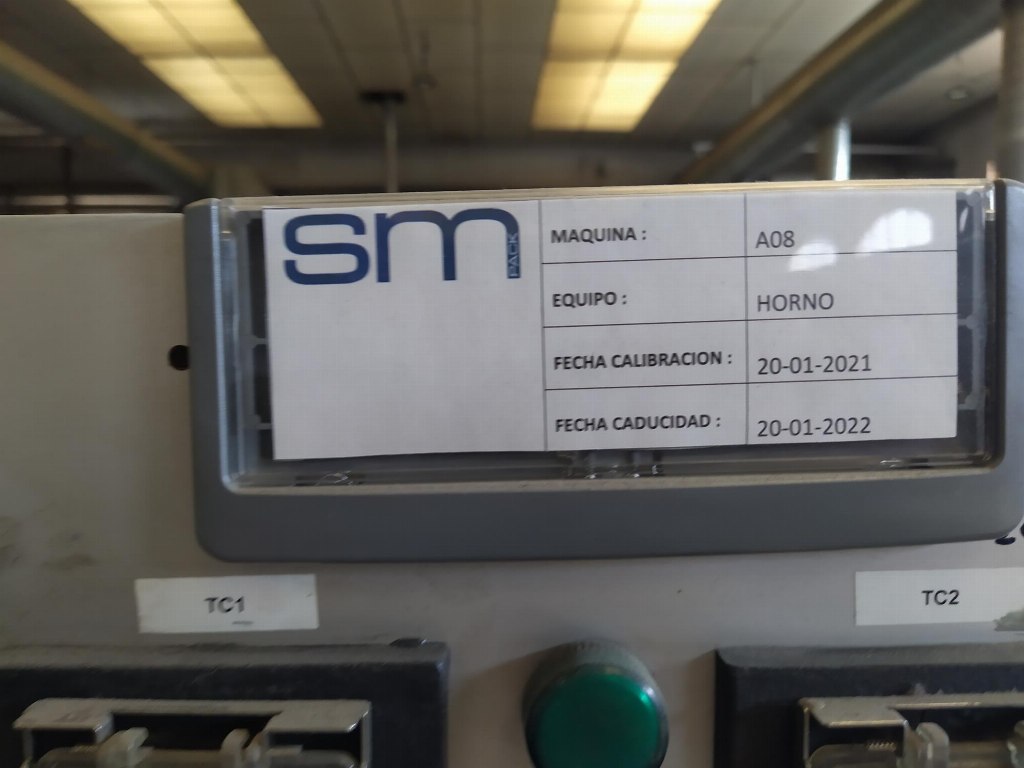 sm PACK
MAQUINA : A08
EQUIPO : HORNO
FECHA CALIBRACION : 20-01-2021
FECHA CADUCIDAD : 20-01-2022
TC1
TC2